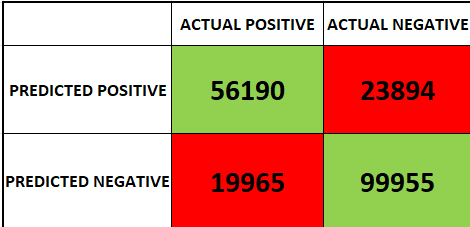 ACTUAL POSITIVE ACTUAL NEGATIVE
PREDICTED POSITIVE 56190 23894
PREDICTED NEGATIVE 19965 99955